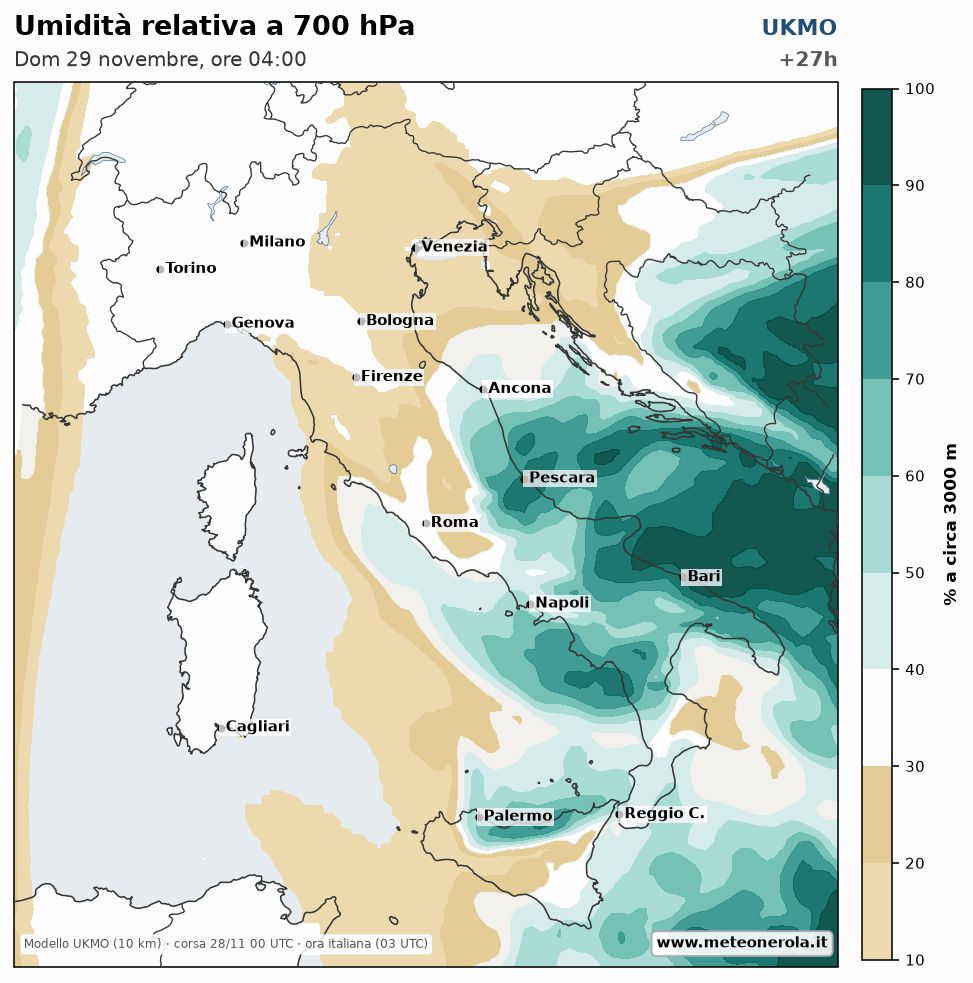 Umidità relativa a 700 hPa
UKMO
Dom 29 novembre, ore 04:00
+27h
100
90
80
70
60
50
40
30
20
10
% a circa 3000 m
Milano
Venezia
Torino
Genova
Bologna
Firenze
Ancona
Pescara
Roma
Bari
Napoli
Cagliari
Palermo
Reggio C.
Modello UKMO (10 km) · corsa 28/11 00 UTC · ora italiana (03 UTC)
www.meteonerola.it